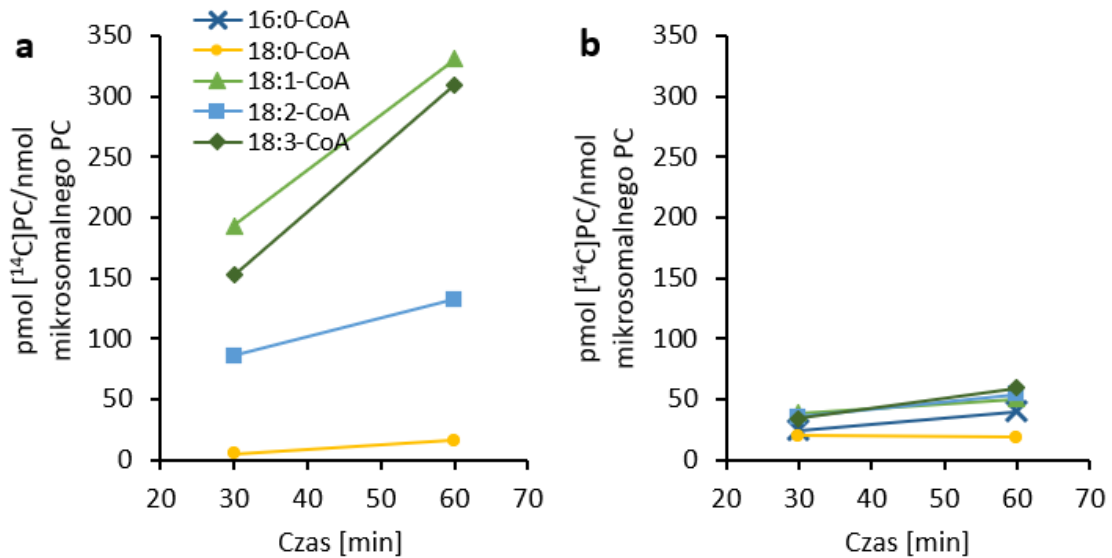 a
16:0-CoA
18:0-CoA
18:1-CoA
18:2-CoA
18:3-CoA
350
300
250
200
150
100
50
0
20 30 40 50 60 70
Czas [min]
pmol [¹⁴C]PC/nmol
mikrosomalnego PC
b
350
300
250
200
150
100
50
0
20 30 40 50 60 70
Czas [min]
pmol [¹⁴C]PC/nmol
mikrosomalnego PC